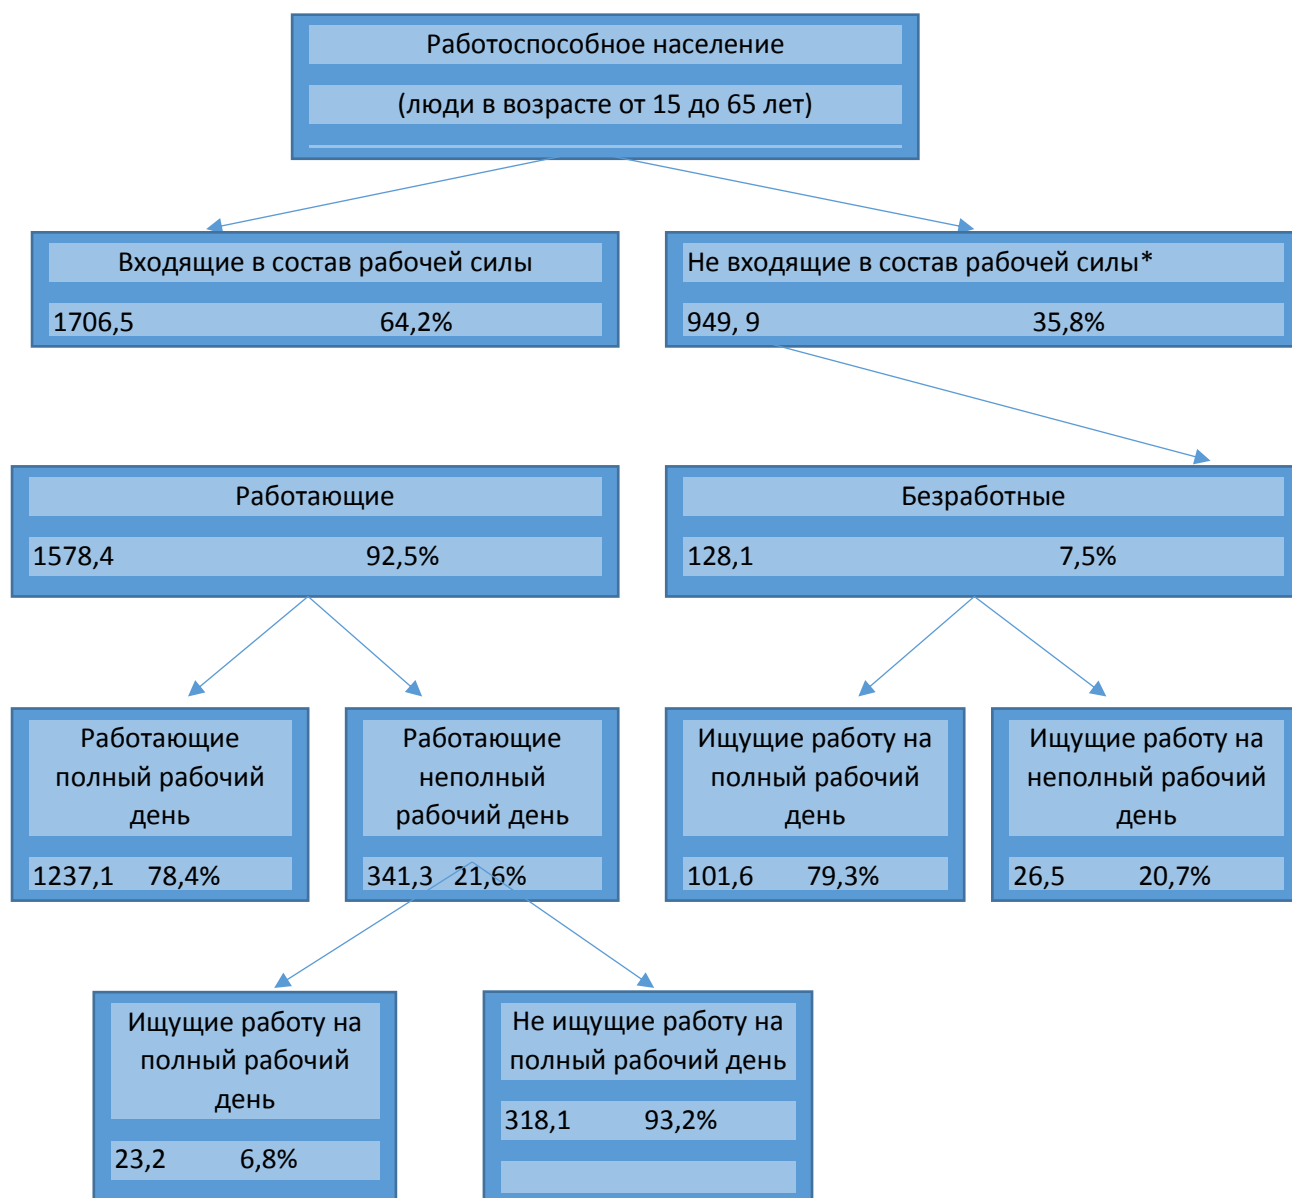 Работоспособное население
(люди в возрасте от 15 до 65 лет)
Входящие в состав рабочей силы
1706,5 64,2%
Не входящие в состав рабочей силы*
949, 9 35,8%
Работающие
1578,4 92,5%
Безработные
128,1 7,5%
Работающие
полный рабочий
день
1237,1 78,4%
Работающие
неполный
рабочий день
341,3 21,6%
Ищущие работу на
полный рабочий
день
101,6 79,3%
Ищущие работу на
неполный рабочий
день
26,5 20,7%
Ищущие работу на
полный рабочий
день
23,2 6,8%
Не ищущие работу на
полный рабочий день
318,1 93,2%